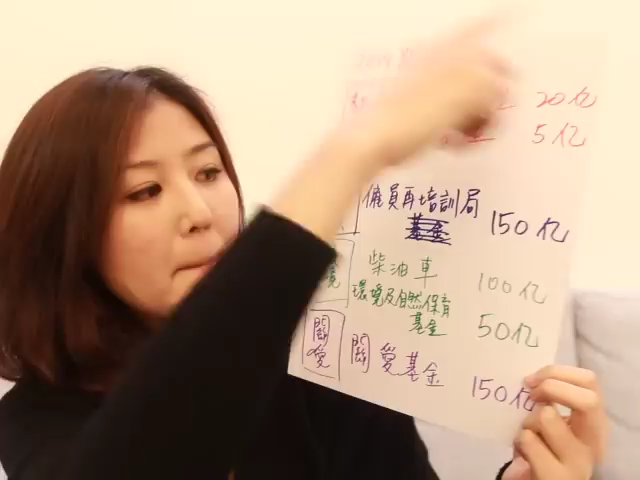 20亿
5亿
僱員再培訓局 150亿
柴油車 100亿
環境及自然保育
基金 50亿
關愛
關愛基金 150亿